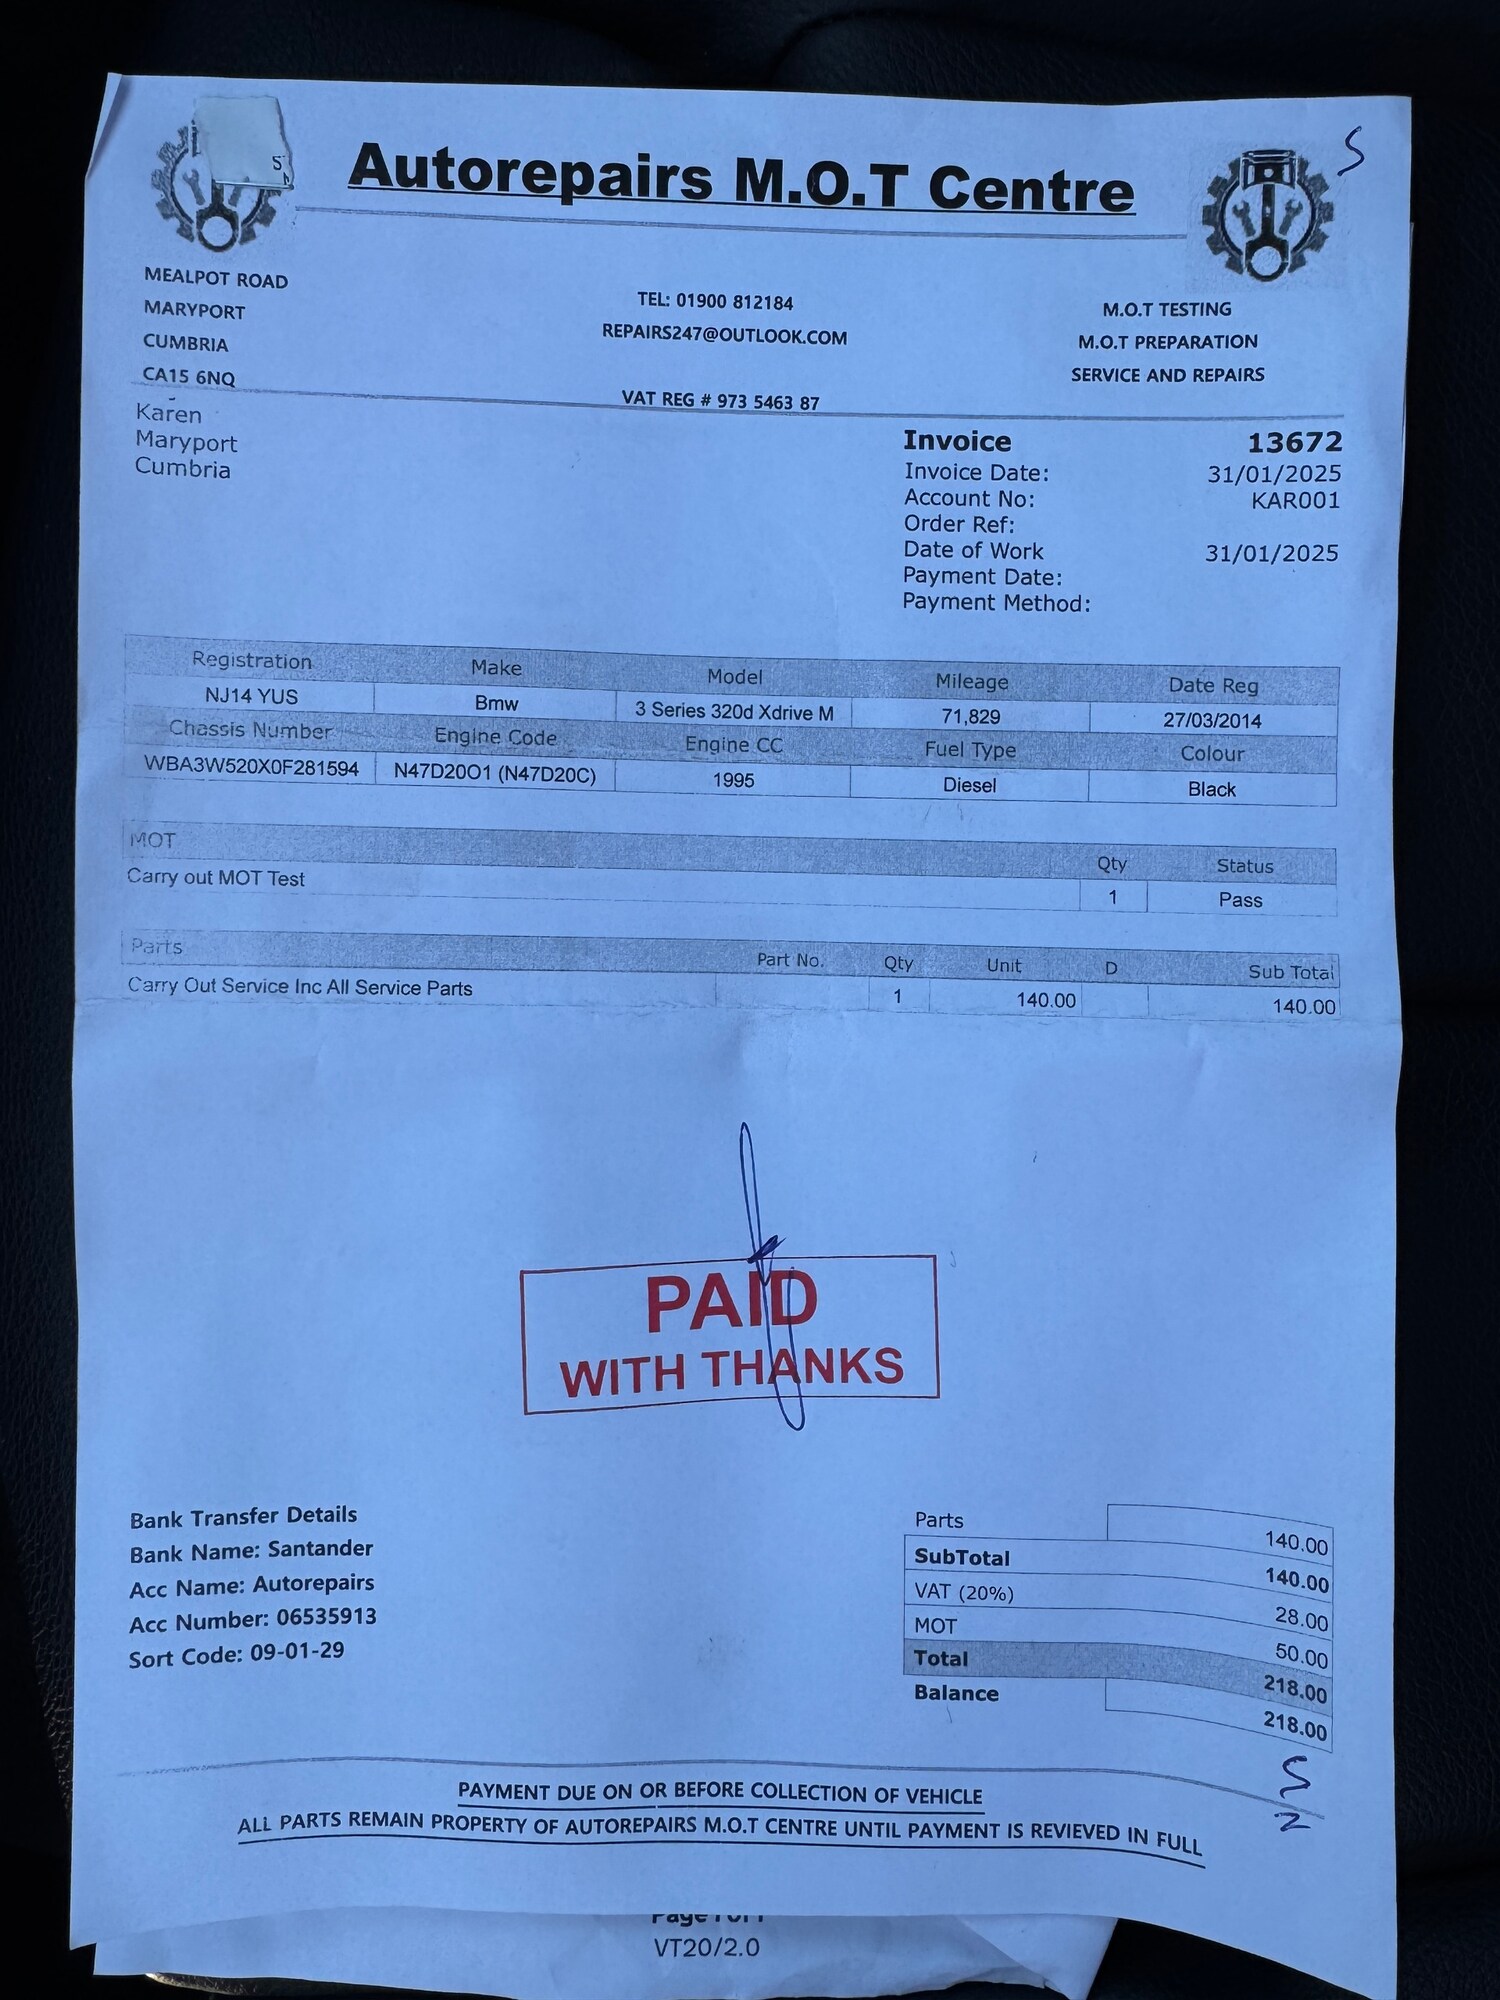 Autorepairs M.O.T Centre
S
MEALPOT ROAD
MARYPORT
CUMBRIA
CA15 6NQ
TEL: 01900 812184
REPAIRS247@OUTLOOK.COM
VAT REG # 973 5463 87
M.O.T TESTING
M.O.T PREPARATION
SERVICE AND REPAIRS
Karen
Maryport
Cumbria
Invoice 13672
Invoice Date: 31/01/2025
Account No: KAR001
Order Ref:
Date of Work 31/01/2025
Payment Date:
Payment Method:
Registration Make Model Mileage Date Reg
NJ14 YUS Bmw 3 Series 320d Xdrive M 71,829 27/03/2014
Chassis Number Engine Code Engine CC Fuel Type Colour
WBA3W520X0F281594 N47D20O1 (N47D20C) 1995 Diesel Black
MOT Qty Status
Carry out MOT Test 1 Pass
Parts Part No. Qty Unit D Sub Total
Carry Out Service Inc All Service Parts 1 140.00 140.00
PAID
WITH THANKS
Bank Transfer Details
Bank Name: Santander
Acc Name: Autorepairs
Acc Number: 06535913
Sort Code: 09-01-29
Parts 140.00
SubTotal 140.00
VAT (20%) 28.00
MOT 50.00
Total 218.00
Balance 218.00
PAYMENT DUE ON OR BEFORE COLLECTION OF VEHICLE
ALL PARTS REMAIN PROPERTY OF AUTOREPAIRS M.O.T CENTRE UNTIL PAYMENT IS REVIEVED IN FULL
Page 1 of 1
VT20/2.0